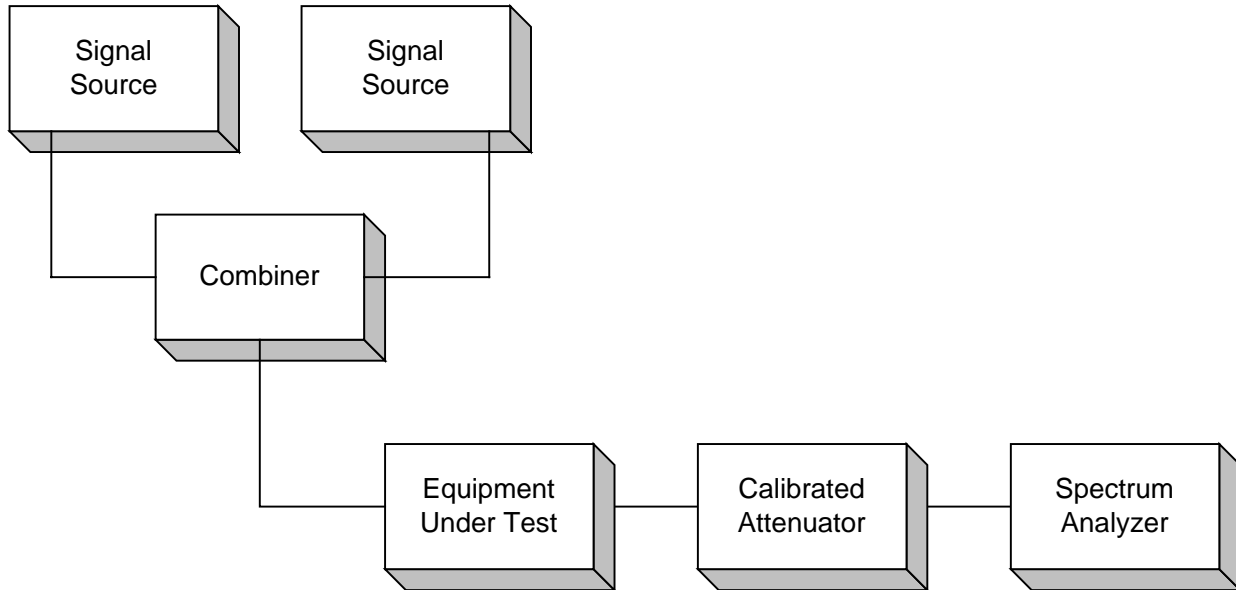 Signal
Source
Signal
Source
Combiner
Equipment
Under Test
Calibrated
Attenuator
Spectrum
Analyzer